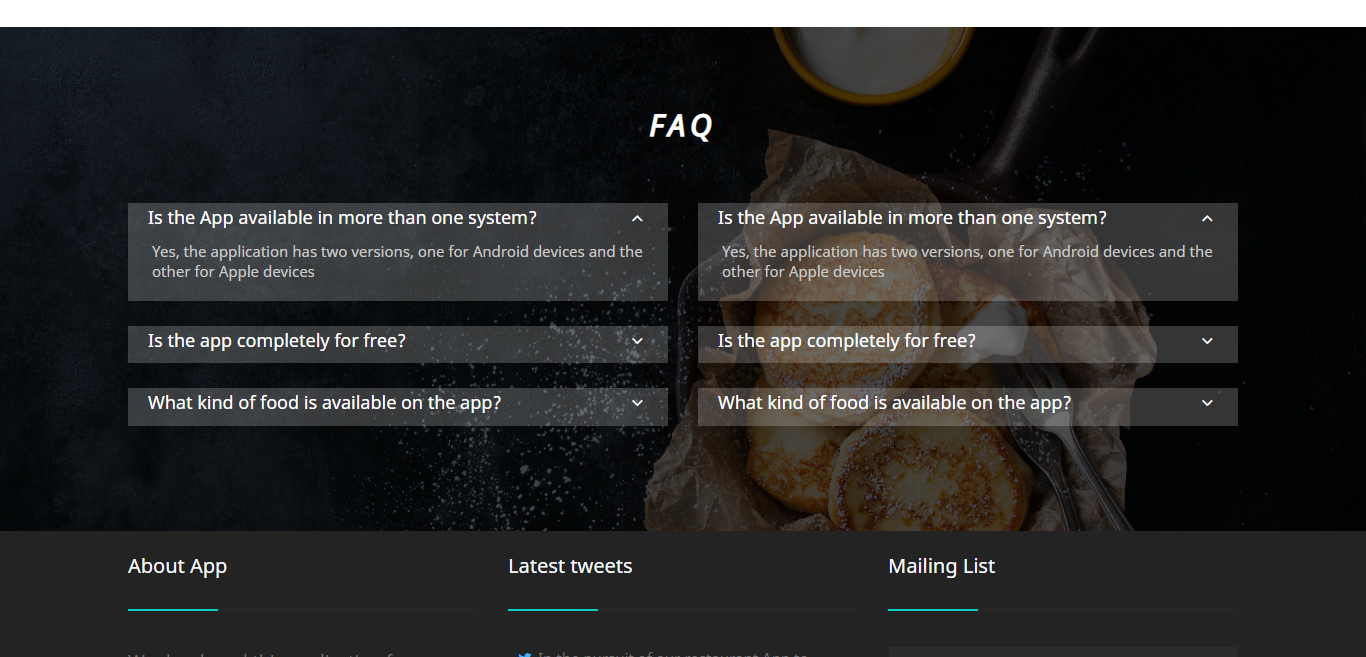 FAQ
Is the App available in more than one system?
Yes, the application has two versions, one for Android devices and the
other for Apple devices
Is the app completely for free?
What kind of food is available on the app?
Is the App available in more than one system?
Yes, the application has two versions, one for Android devices and the
other for Apple devices
Is the app completely for free?
What kind of food is available on the app?
About App
Latest tweets
In the pursuit of our restaurant App to
Mailing List